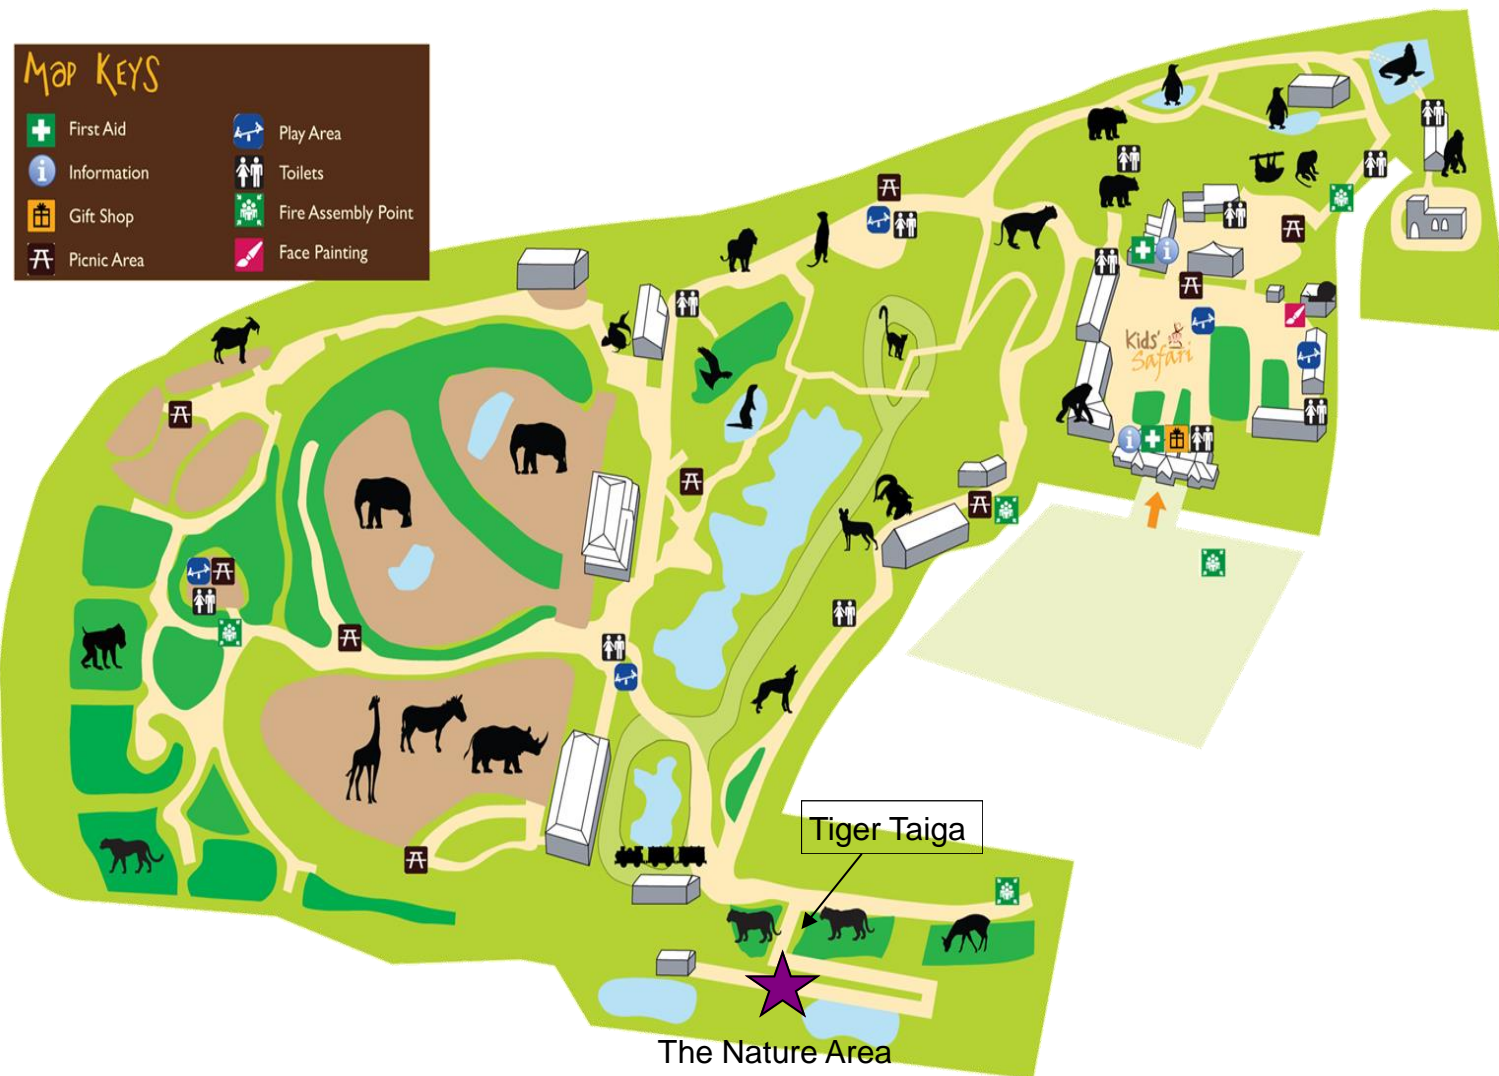 Map Keys
First Aid
Information
Gift Shop
Picnic Area
Play Area
Toilets
Fire Assembly Point
Face Painting
Kids'
Safari
Tiger Taiga
The Nature Area